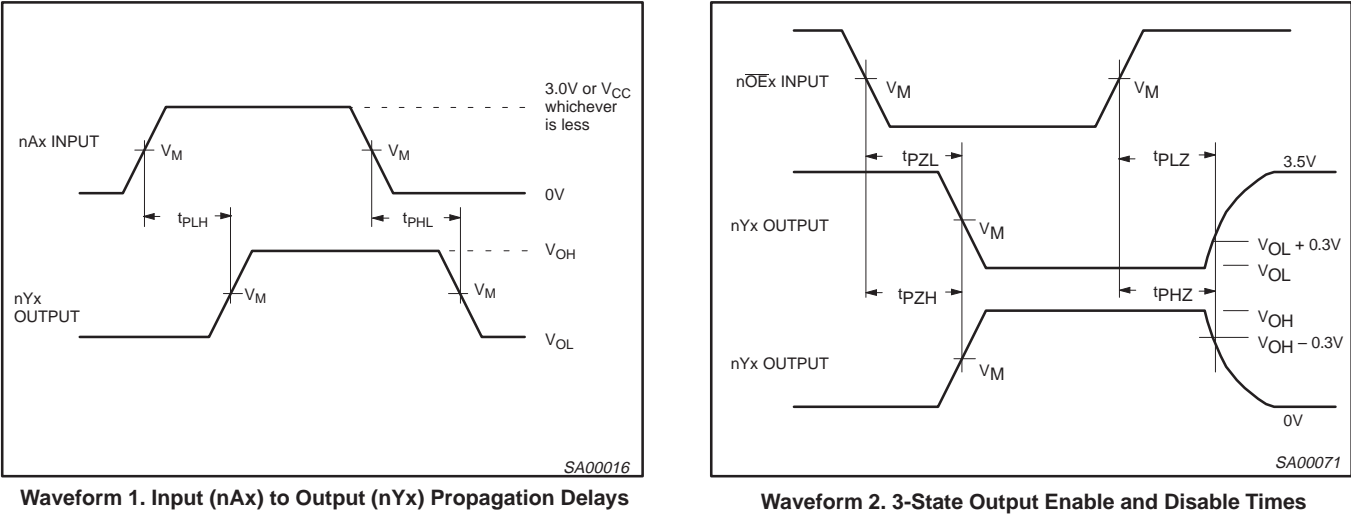 3.0V or VCC
whichever
is less
nAx INPUT
VM
VM
0V
tPLH
tPHL
VOH
nYx
OUTPUT
VM
VM
VOL
SA00016
Waveform 1. Input (nAx) to Output (nYx) Propagation Delays
nO̅E̅x INPUT
VM
VM
tPZL
tPLZ
3.5V
nYx OUTPUT
VM
VOL + 0.3V
VOL
tPZH
tPHZ
VOH
VOH – 0.3V
nYx OUTPUT
VM
0V
SA00071
Waveform 2. 3-State Output Enable and Disable Times